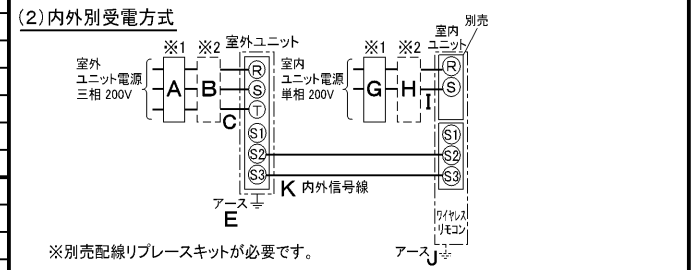 (2)内外別受電方式
別売
※1 ※2 室外ユニット
※1 ※2 室内ユニット
室外
ユニット電源
三相 200V
A B C
R
S
T
S1
S2
S3
室内
ユニット電源
単相 200V
G H I
R
S
S1
S2
S3
K 内外信号線
アース
E
ワイヤレス
リモコン
アース J
※別売配線リプレースキットが必要です。